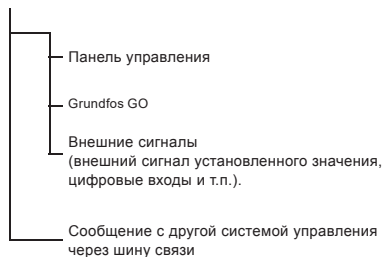 Панель управления
Grundfos GO
Внешние сигналы
(внешний сигнал установленного значения,
цифровые входы и т.п.).
Сообщение с другой системой управления
через шину связи